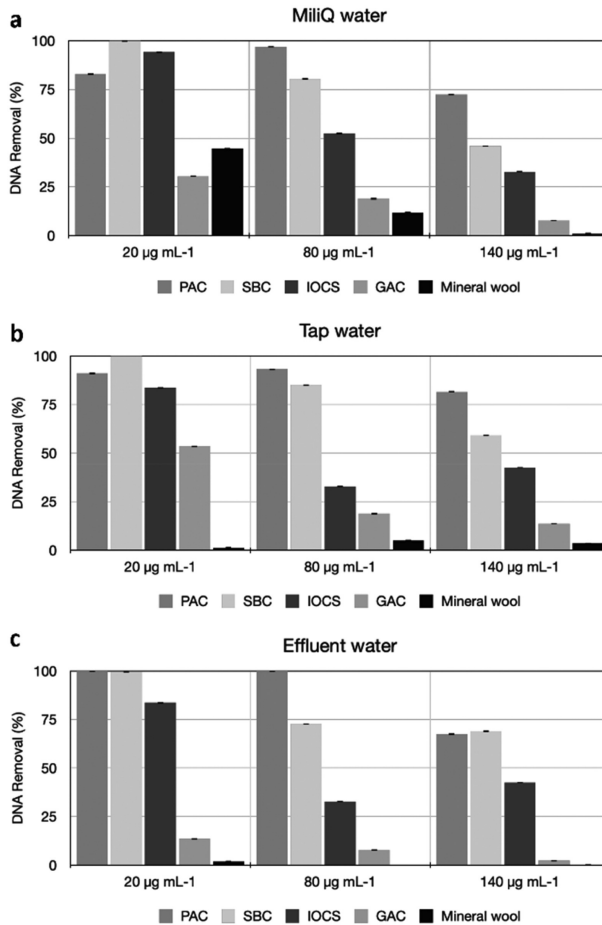 a
MiliQ water
100
75
50
25
0
DNA Removal (%)
20 µg mL-1 80 µg mL-1 140 µg mL-1
PAC SBC IOCS GAC Mineral wool
b
Tap water
100
75
50
25
0
DNA Removal (%)
20 µg mL-1 80 µg mL-1 140 µg mL-1
PAC SBC IOCS GAC Mineral wool
c
Effluent water
100
75
50
25
0
DNA Removal (%)
20 µg mL-1 80 µg mL-1 140 µg mL-1
PAC SBC IOCS GAC Mineral wool